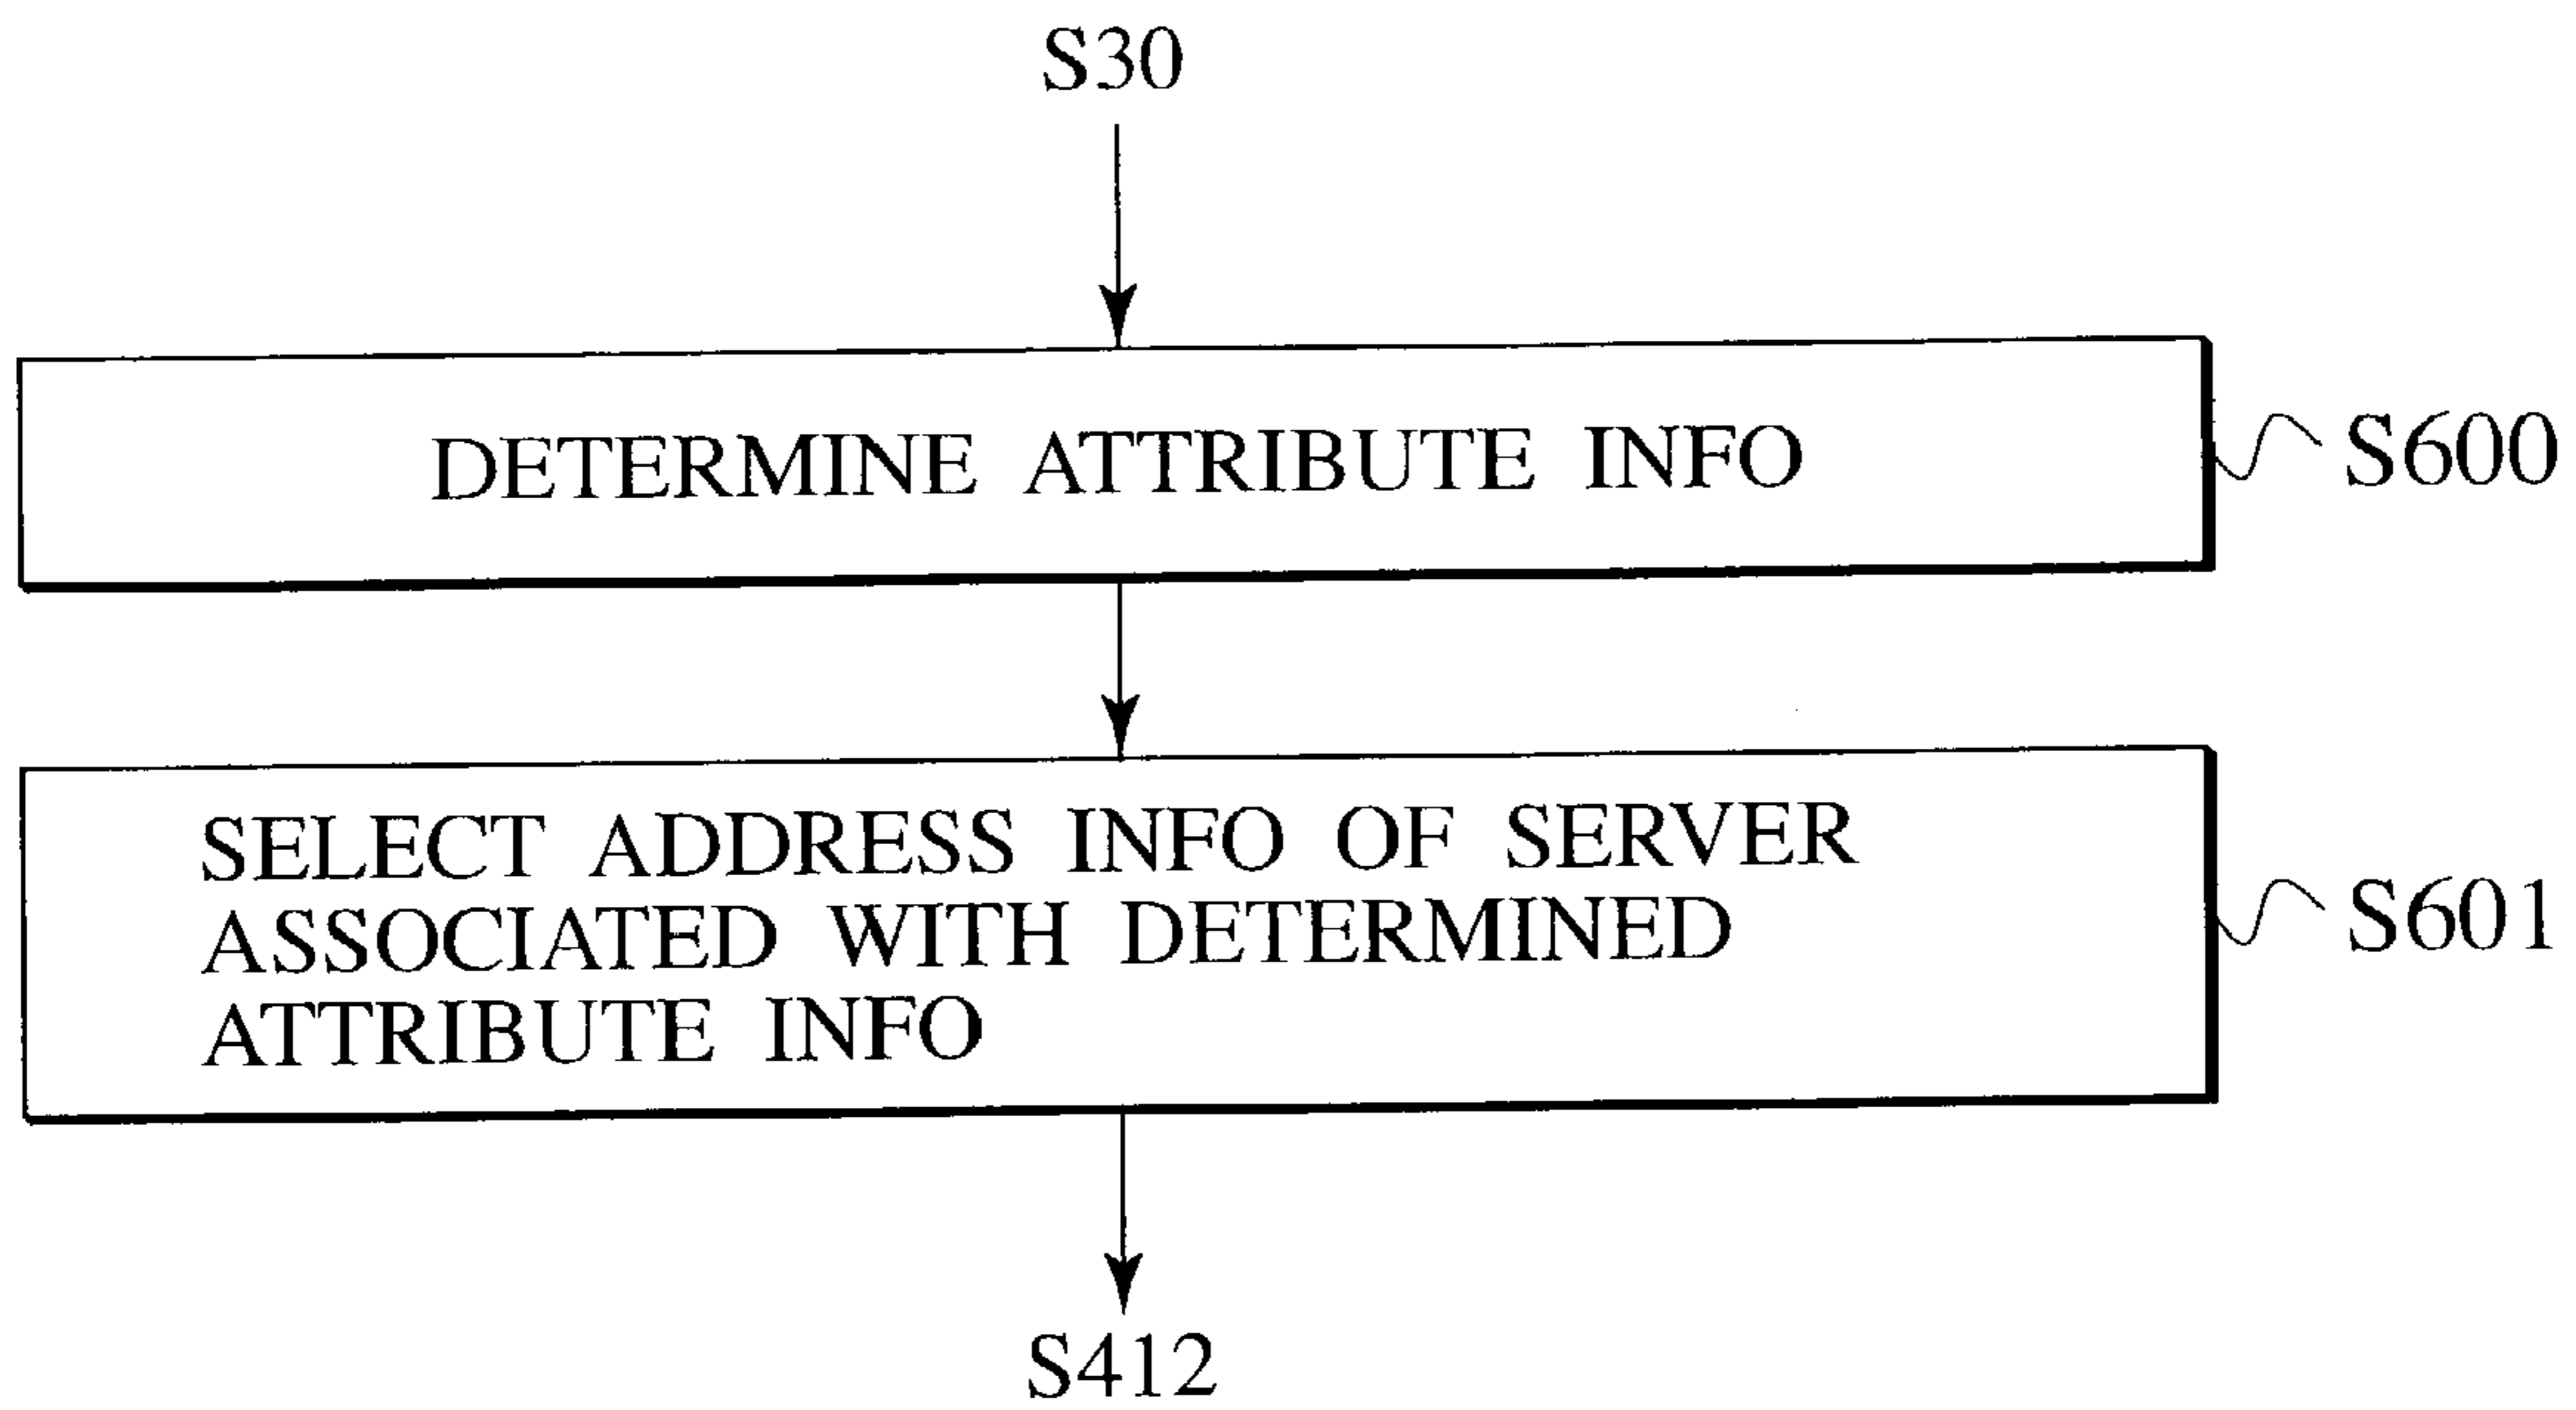 S30
DETERMINE ATTRIBUTE INFO
S600
SELECT ADDRESS INFO OF SERVER
ASSOCIATED WITH DETERMINED
ATTRIBUTE INFO
S601
S412